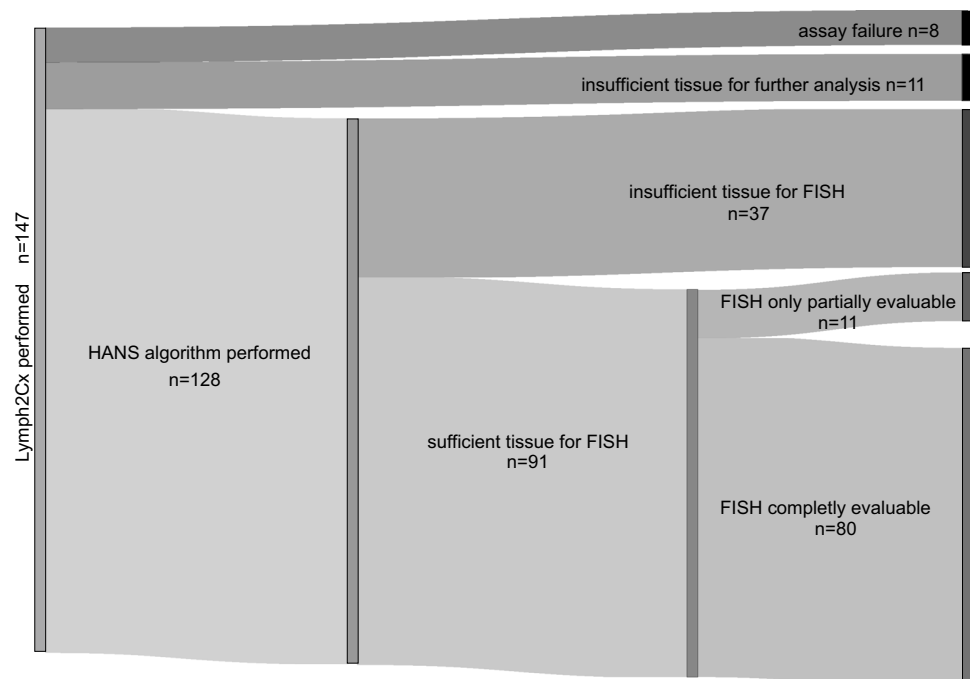 assay failure n=8
insufficient tissue for further analysis n=11
insufficient tissue for FISH
n=37
Lymph2Cx performed n=147
FISH only partially evaluable
n=11
HANS algorithm performed
n=128
sufficient tissue for FISH
n=91
FISH completly evaluable
n=80